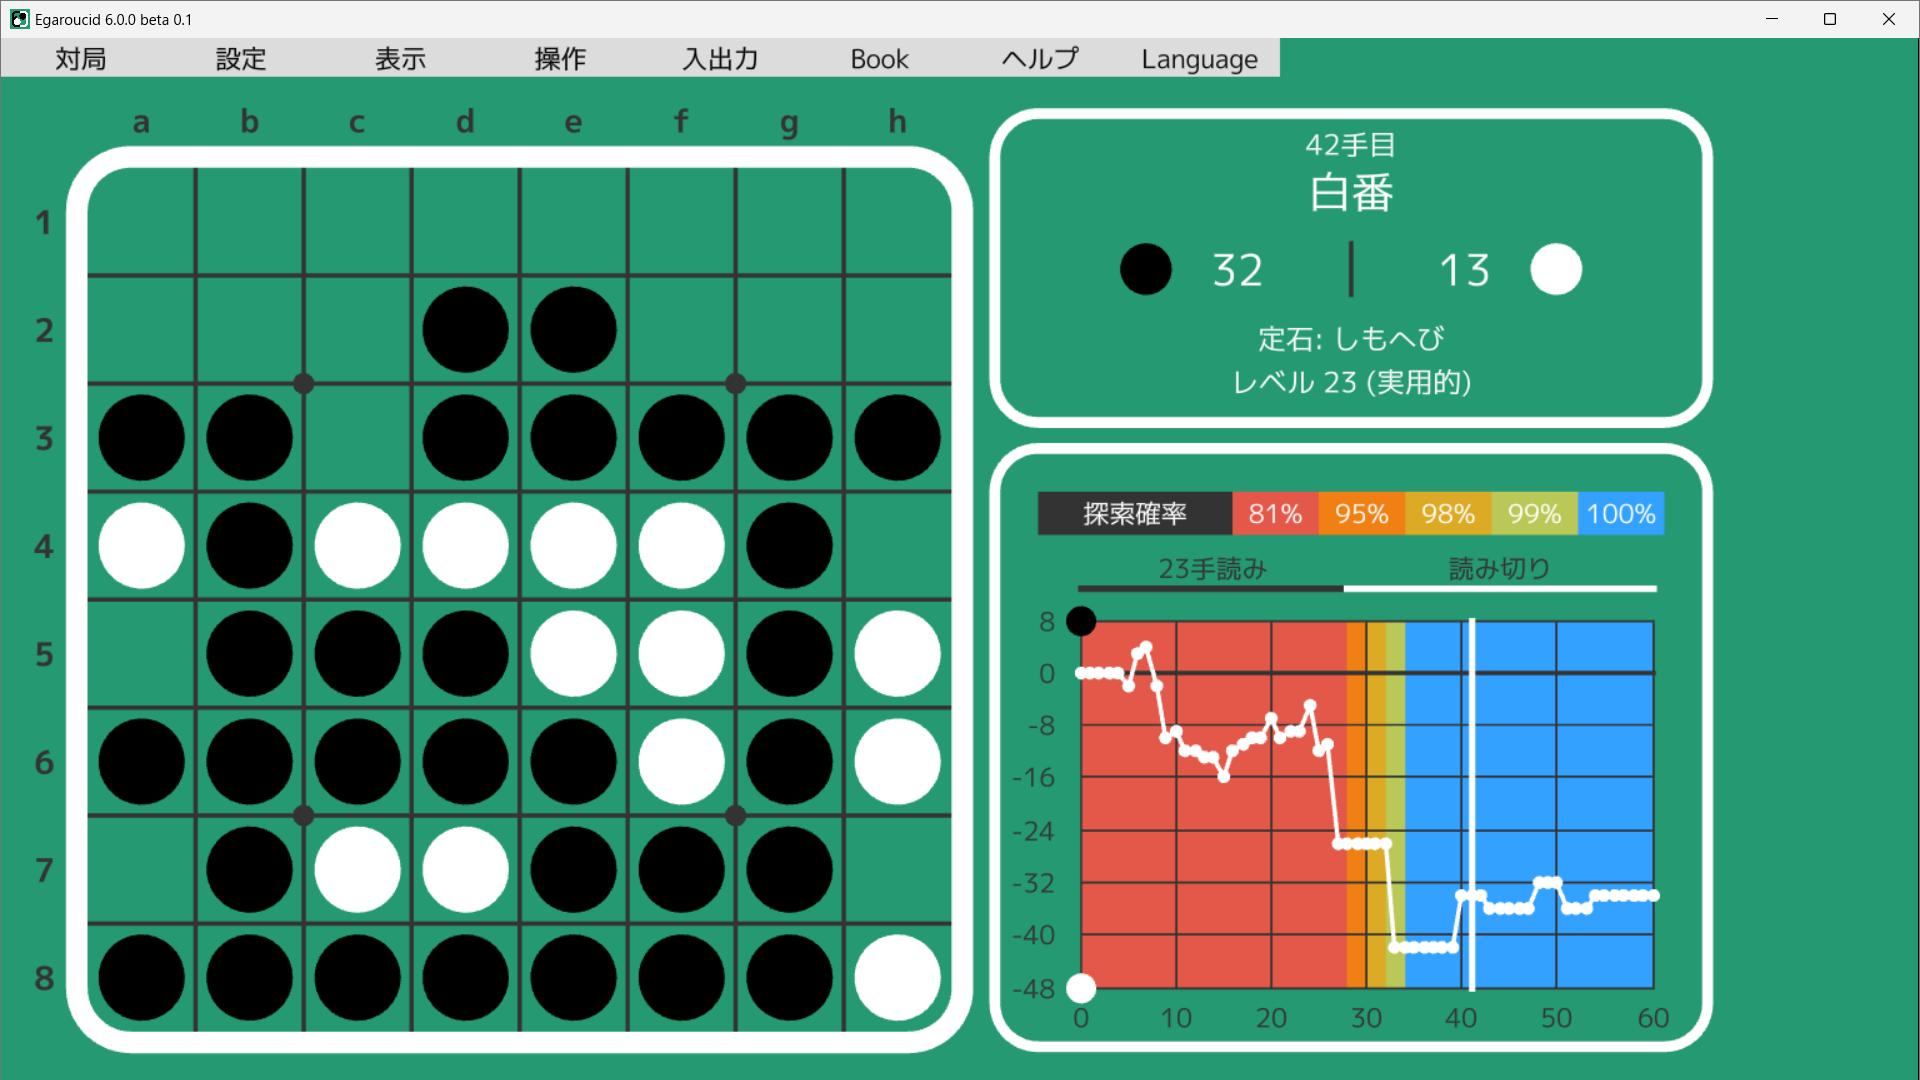 Egaroucid 6.0.0 beta 0.1
対局 設定 表示 操作 入出力 Book ヘルプ Language
a b c d e f g h
1
2
3
4
5
6
7
8
42手目
白番
32 13
定石: しもへび
レベル 23 (実用的)
探索確率 81% 95% 98% 99% 100%
23手読み 読み切り
8
0
-8
-16
-24
-32
-40
-48
0 10 20 30 40 50 60